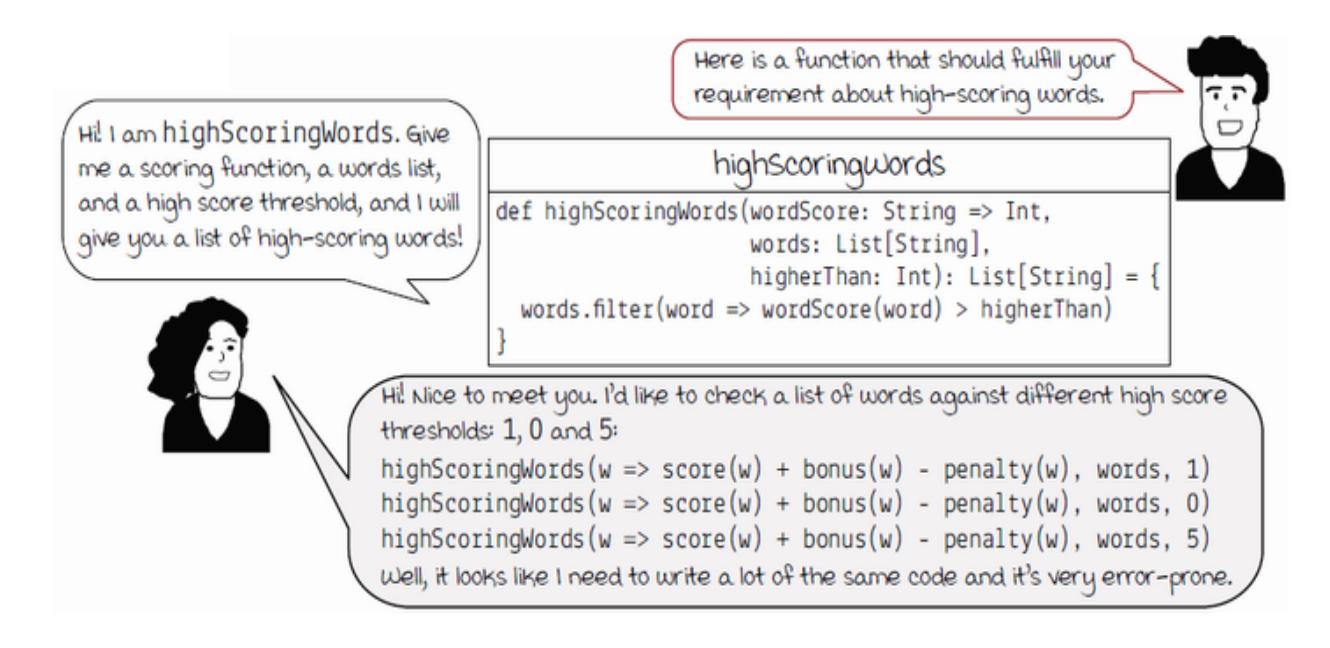 Here is a function that should fulfill your
requirement about high-scoring words.
Hi! I am highScoringWords. Give
me a scoring function, a words list,
and a high score threshold, and I will
give you a list of high-scoring words!
highScoringWords
def highScoringWords(wordScore: String => Int,
words: List[String],
higherThan: Int): List[String] = {
words.filter(word => wordScore(word) > higherThan)
}
Hi! Nice to meet you. I'd like to check a list of words against different high score
thresholds: 1, 0 and 5:
highScoringWords(w => score(w) + bonus(w) - penalty(w), words, 1)
highScoringWords(w => score(w) + bonus(w) - penalty(w), words, 0)
highScoringWords(w => score(w) + bonus(w) - penalty(w), words, 5)
Well, it looks like I need to write a lot of the same code and it's very error-prone.